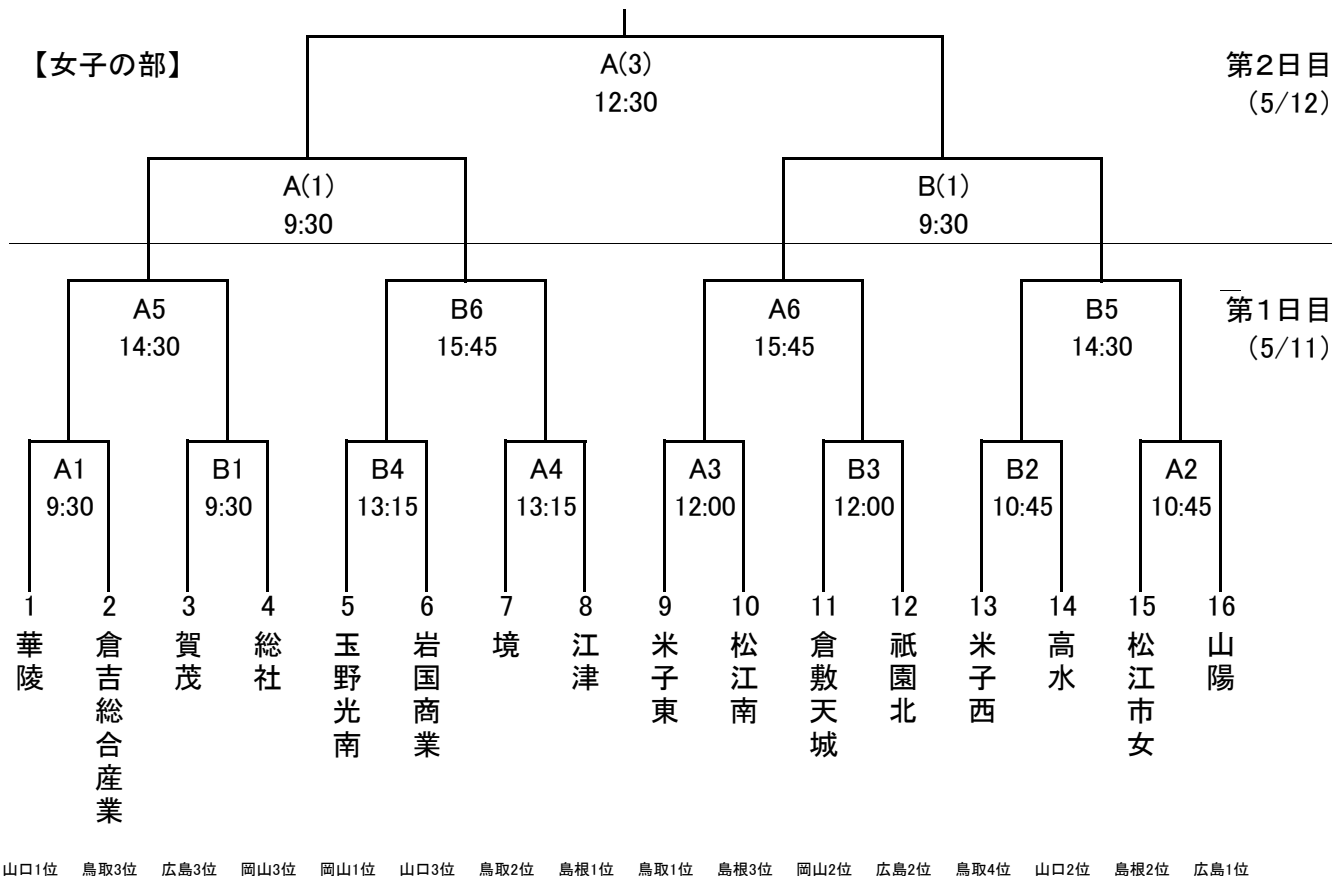 【女子の部】
A(3)
12:30
第2日目
(5/12)
A(1)
9:30
B(1)
9:30
第1日目
(5/11)
A5
14:30
B6
15:45
A6
15:45
B5
14:30
A1
9:30
B1
9:30
B4
13:15
A4
13:15
A3
12:00
B3
12:00
B2
10:45
A2
10:45
1 2 3 4 5 6 7 8 9 10 11 12 13 14 15 16
華陵
倉吉総合産業
賀茂
総社
玉野光南
岩国商業
境
江津
米子東
松江南
倉敷天城
祇園北
米子西
高水
松江市女
山陽
山口1位 鳥取3位 広島3位 岡山3位 岡山1位 山口3位 鳥取2位 島根1位 鳥取1位 島根3位 岡山2位 広島2位 鳥取4位 山口2位 島根2位 広島1位